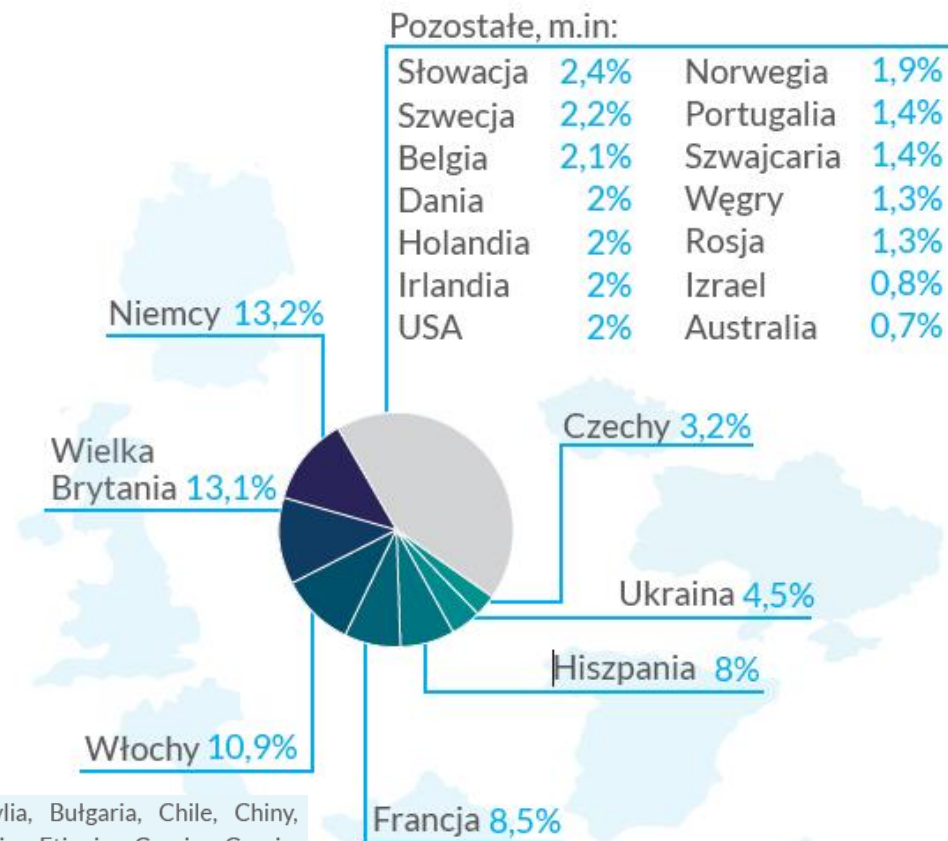 Pozostałe, m.in:
Słowacja 2,4% Norwegia 1,9%
Szwecja 2,2% Portugalia 1,4%
Belgia 2,1% Szwajcaria 1,4%
Dania 2% Węgry 1,3%
Holandia 2% Rosja 1,3%
Irlandia 2% Izrael 0,8%
USA 2% Australia 0,7%
Niemcy 13,2%
Czechy 3,2%
Wielka
Brytania 13,1%
Ukraina 4,5%
Hiszpania 8%
Włochy 10,9%
Francja 8,5%
Bułgaria, Chile, Chiny,